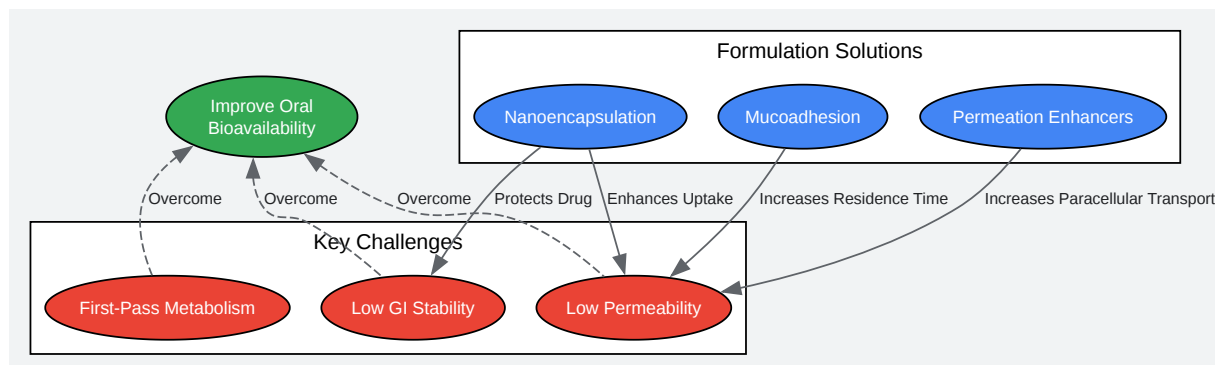 Formulation Solutions
Improve Oral
Bioavailability
Nanoencapsulation
Mucoadhesion
Permeation Enhancers
Overcome
Overcome
Overcome
Protects Drug
Enhances Uptake
Increases Residence Time
Increases Paracellular Transport
Key Challenges
First-Pass Metabolism
Low GI Stability
Low Permeability